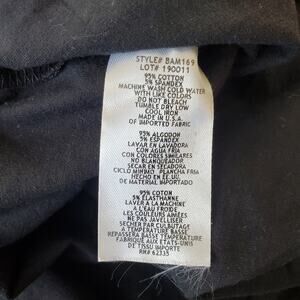 STYLE# BAM169
LOT# 190011
95% COTTON
5% SPANDEX
MACHINE WASH COLD WATER
WITH LIKE COLORS
DO NOT BLEACH
TUMBLE DRY LOW
COOL IRON
MADE IN U.S.A
OF IMPORTED FABRIC
95% ALGODON
5% ESPANDEX
LAVAR EN LAVADORA
CON AGUA FRIA
CON COLORES SIMILARES
NO BLANQUEADOR
SECAR EN SECADORA
CICLO MINIMO PLANCHA FRIA
HECHO EN EE.UU.
DE MATERIAL IMPORTADO
95% COTON
5% ELASTHANNE
LAVER A LA MACHINE
A L'EAU FROIDE
LES COULEURS AIMÉES
NE PAS JAVELLISER
SECHER PAR CULBUTAGE
A TEMPERATURE BASSE
REPASSERA BASSE TEMPERATURE
FABRIQUE AUX ETATS-UNIS
DE TISSU IMPORTE
RN# 62335